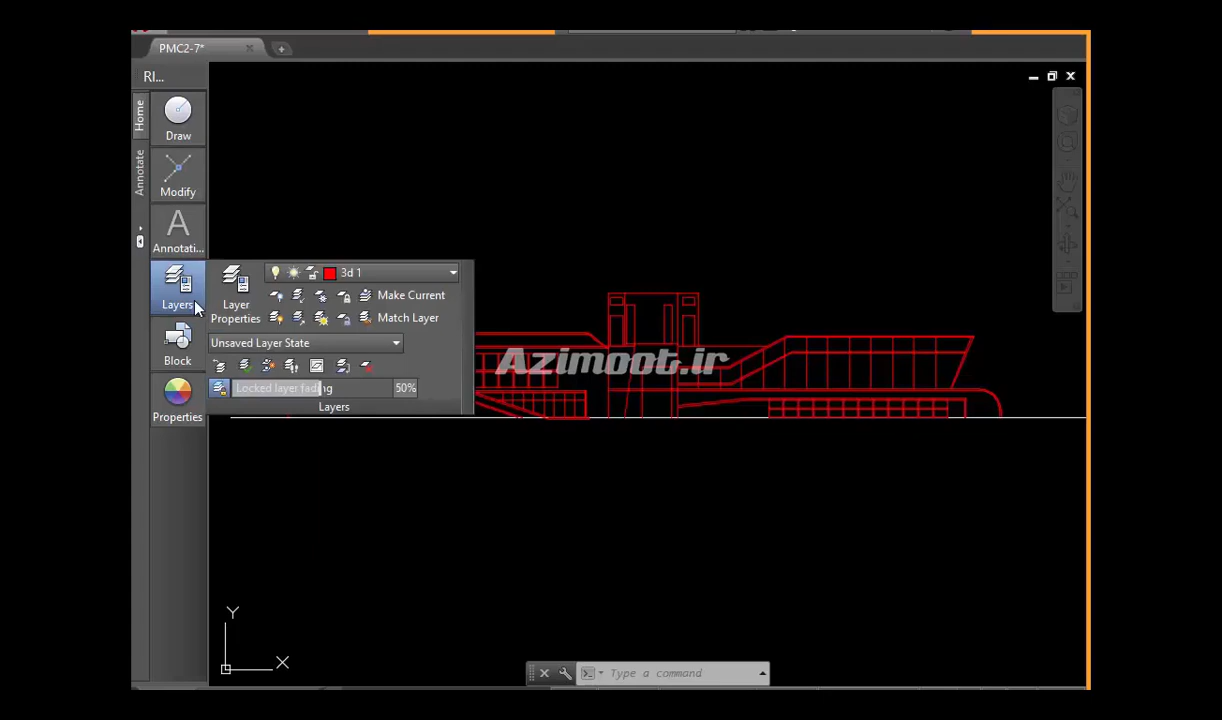 PMC2-7*
RI...
Home
Annotate
Draw
Modify
A
Annotati...
Layers
Block
Properties
Layer
Properties
3d 1
Make Current
Match Layer
Unsaved Layer State
Locked layer fading
50%
Layers
Azimoot.ir
Y
X
Type a command